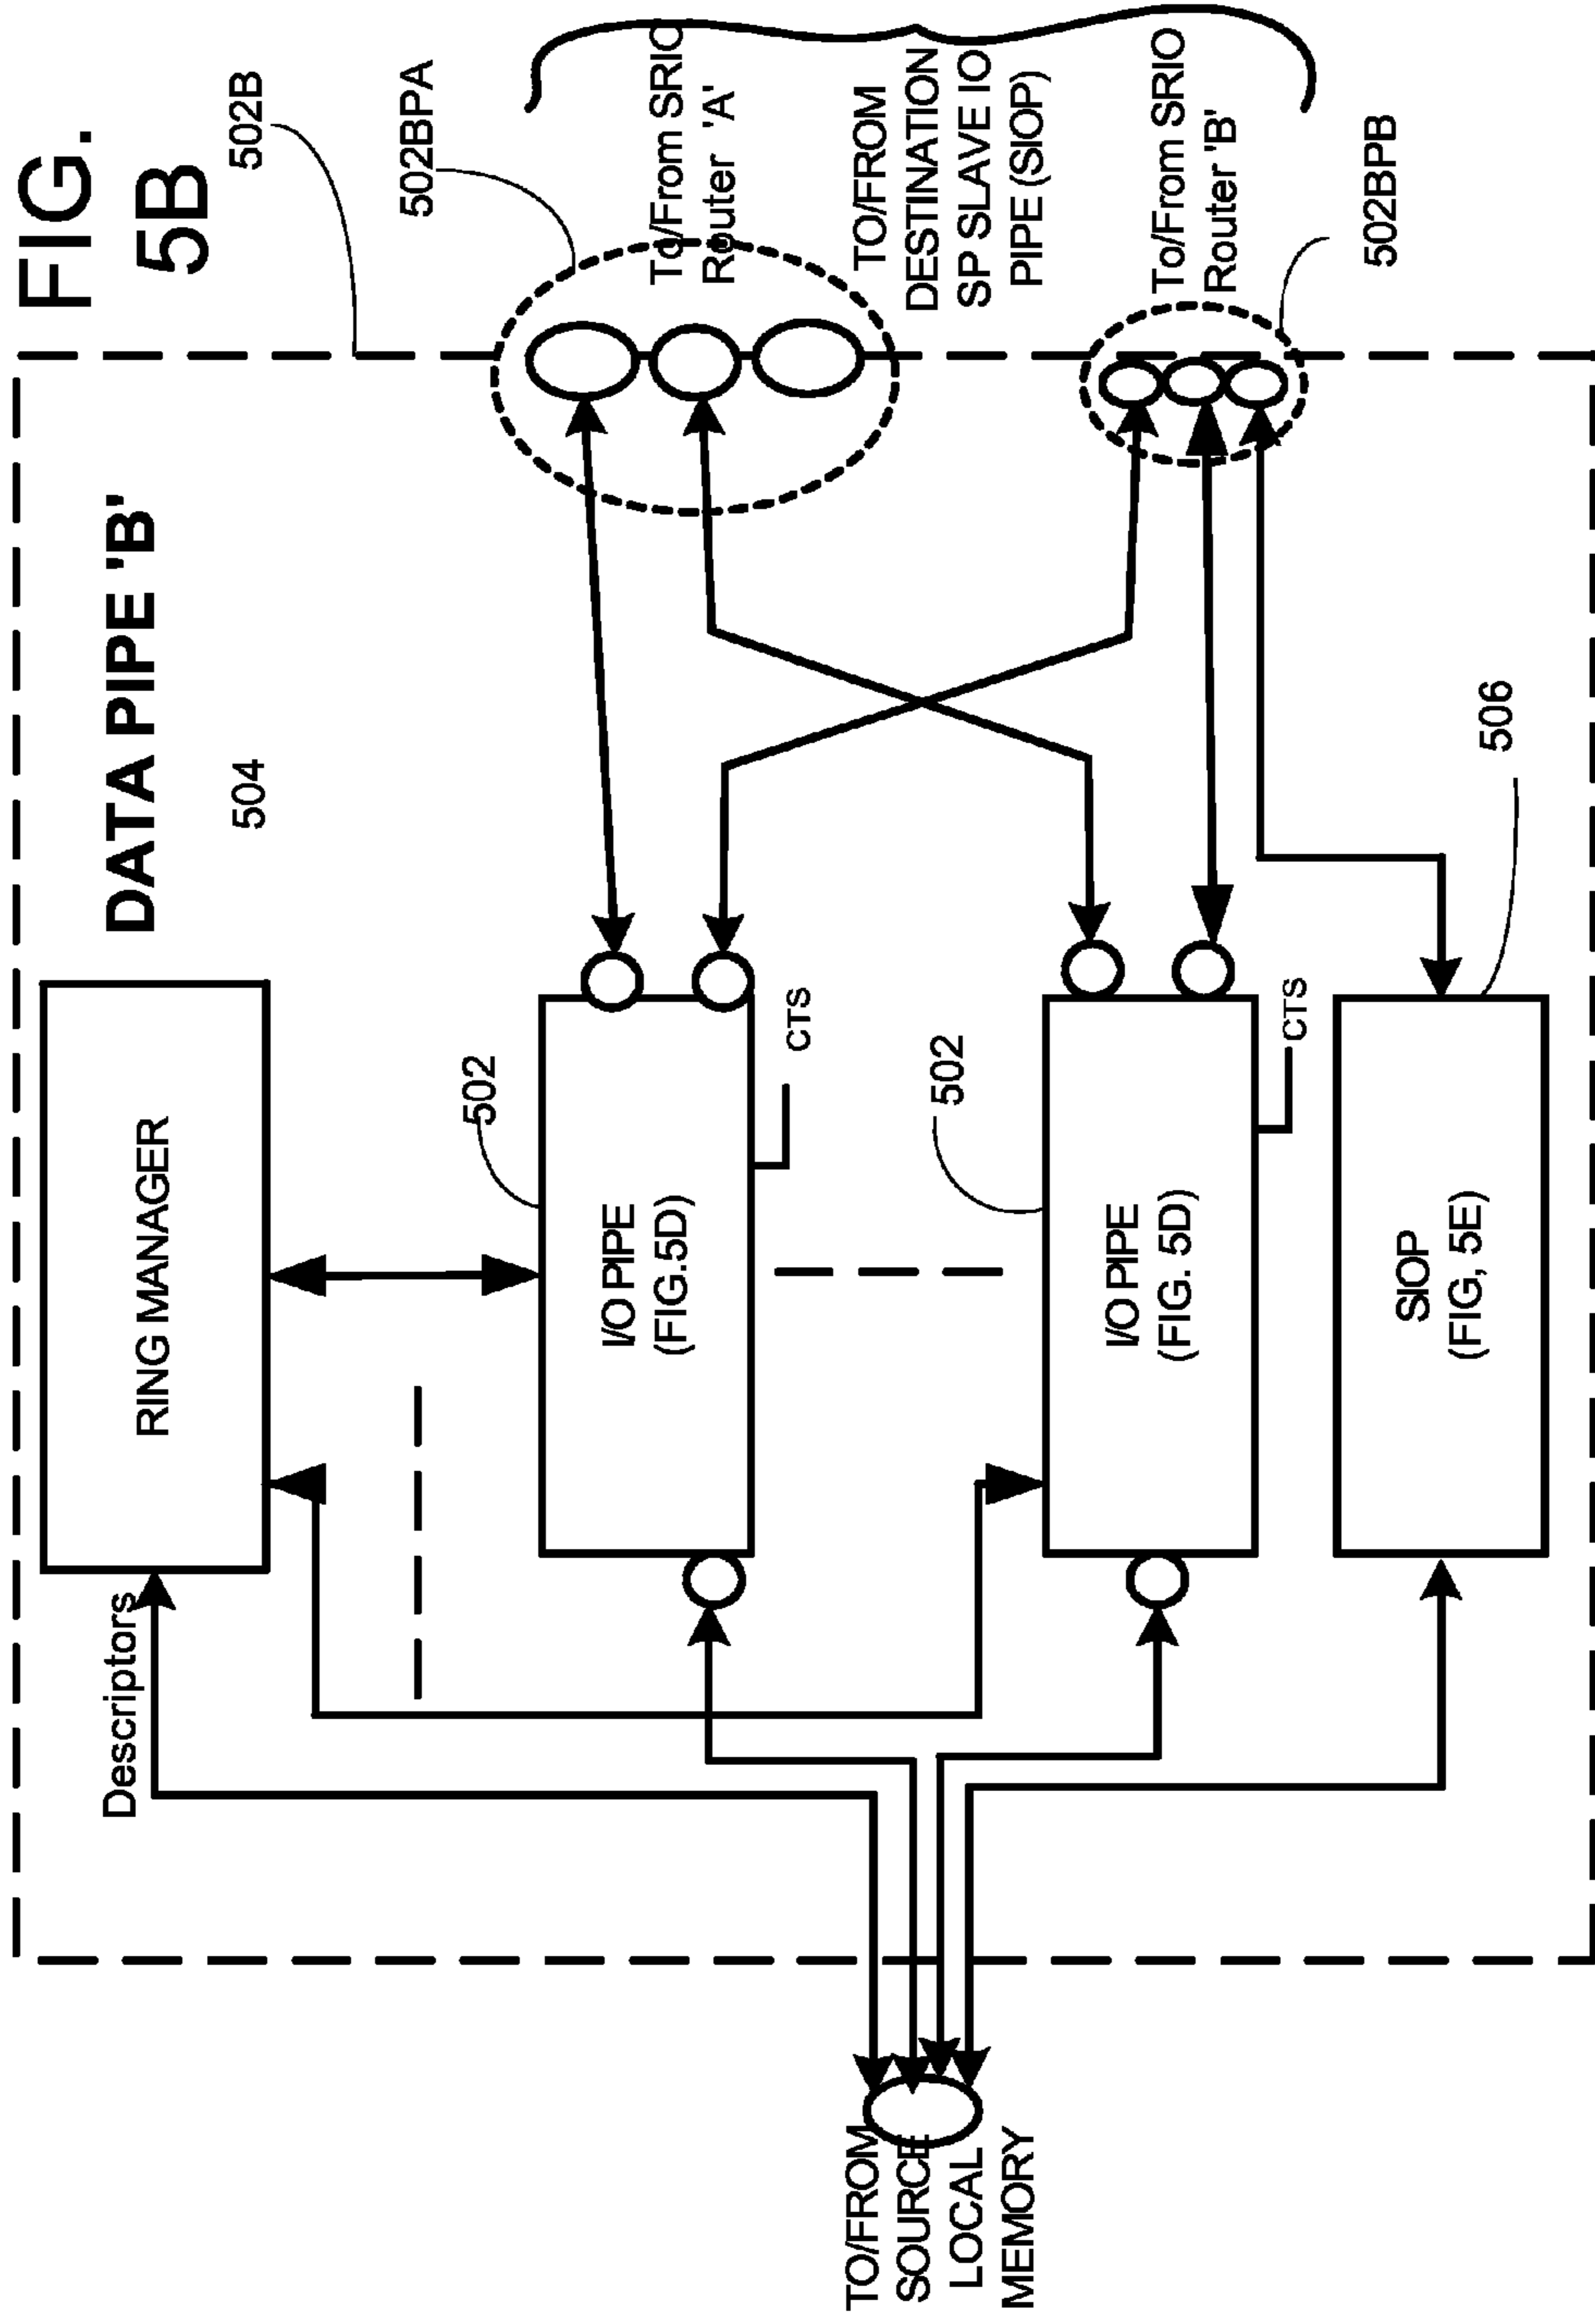 FIG.
5B
DATA PIPE 'B'
502B
504
502BPA
RING MANAGER
Descriptors
502
I/O PIPE
(FIG.5D)
CTS
To/From SRIO
Router 'A'
TO/FROM
DESTINATION
SP SLAVE IO
PIPE (SIOP)
TO/FROM
SOURCE
LOCAL
MEMORY
502
I/O PIPE
(FIG. 5D)
CTS
To/From SRIO
Router 'B'
502BPB
SIOP
(FIG, 5E)
506